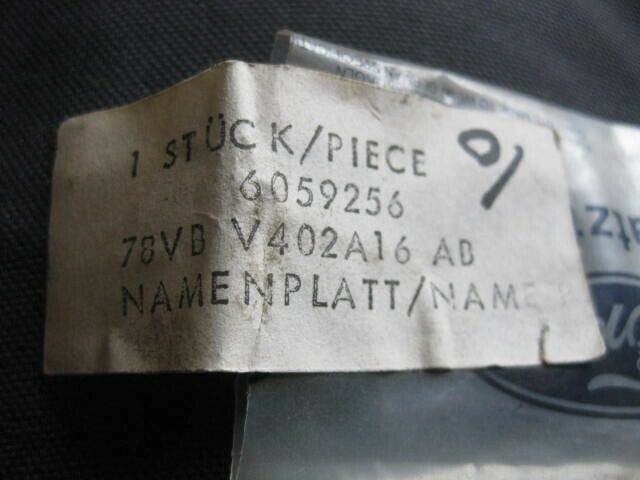 1 STÜCK/PIECE
6059256
78VB V402A16 AB
NAMENPLATT/NAME